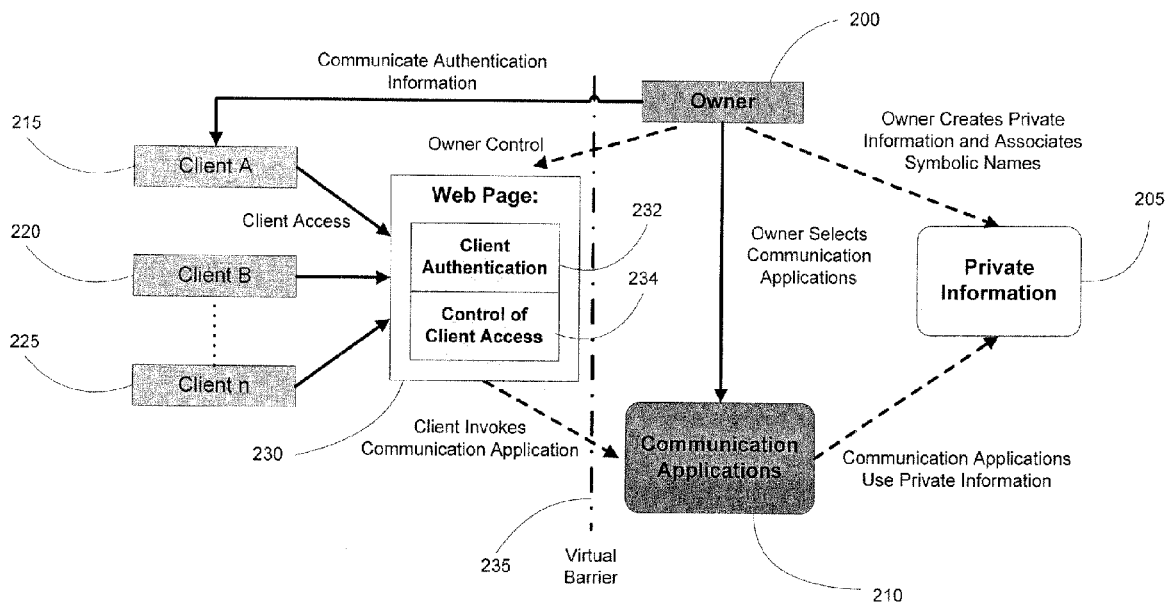 200
Communicate Authentication
Information
Owner
215
Owner Control
Owner Creates Private
Information and Associates
Symbolic Names
Client A
Web Page:
Client Access
232
205
220
Client
Authentication
Owner Selects
Communication
Applications
Private
Information
Client B
234
Control of
Client Access
225
Client n
Client Invokes
Communication Application
230
Communication
Applications
Communication Applications
Use Private Information
235
Virtual
Barrier
210